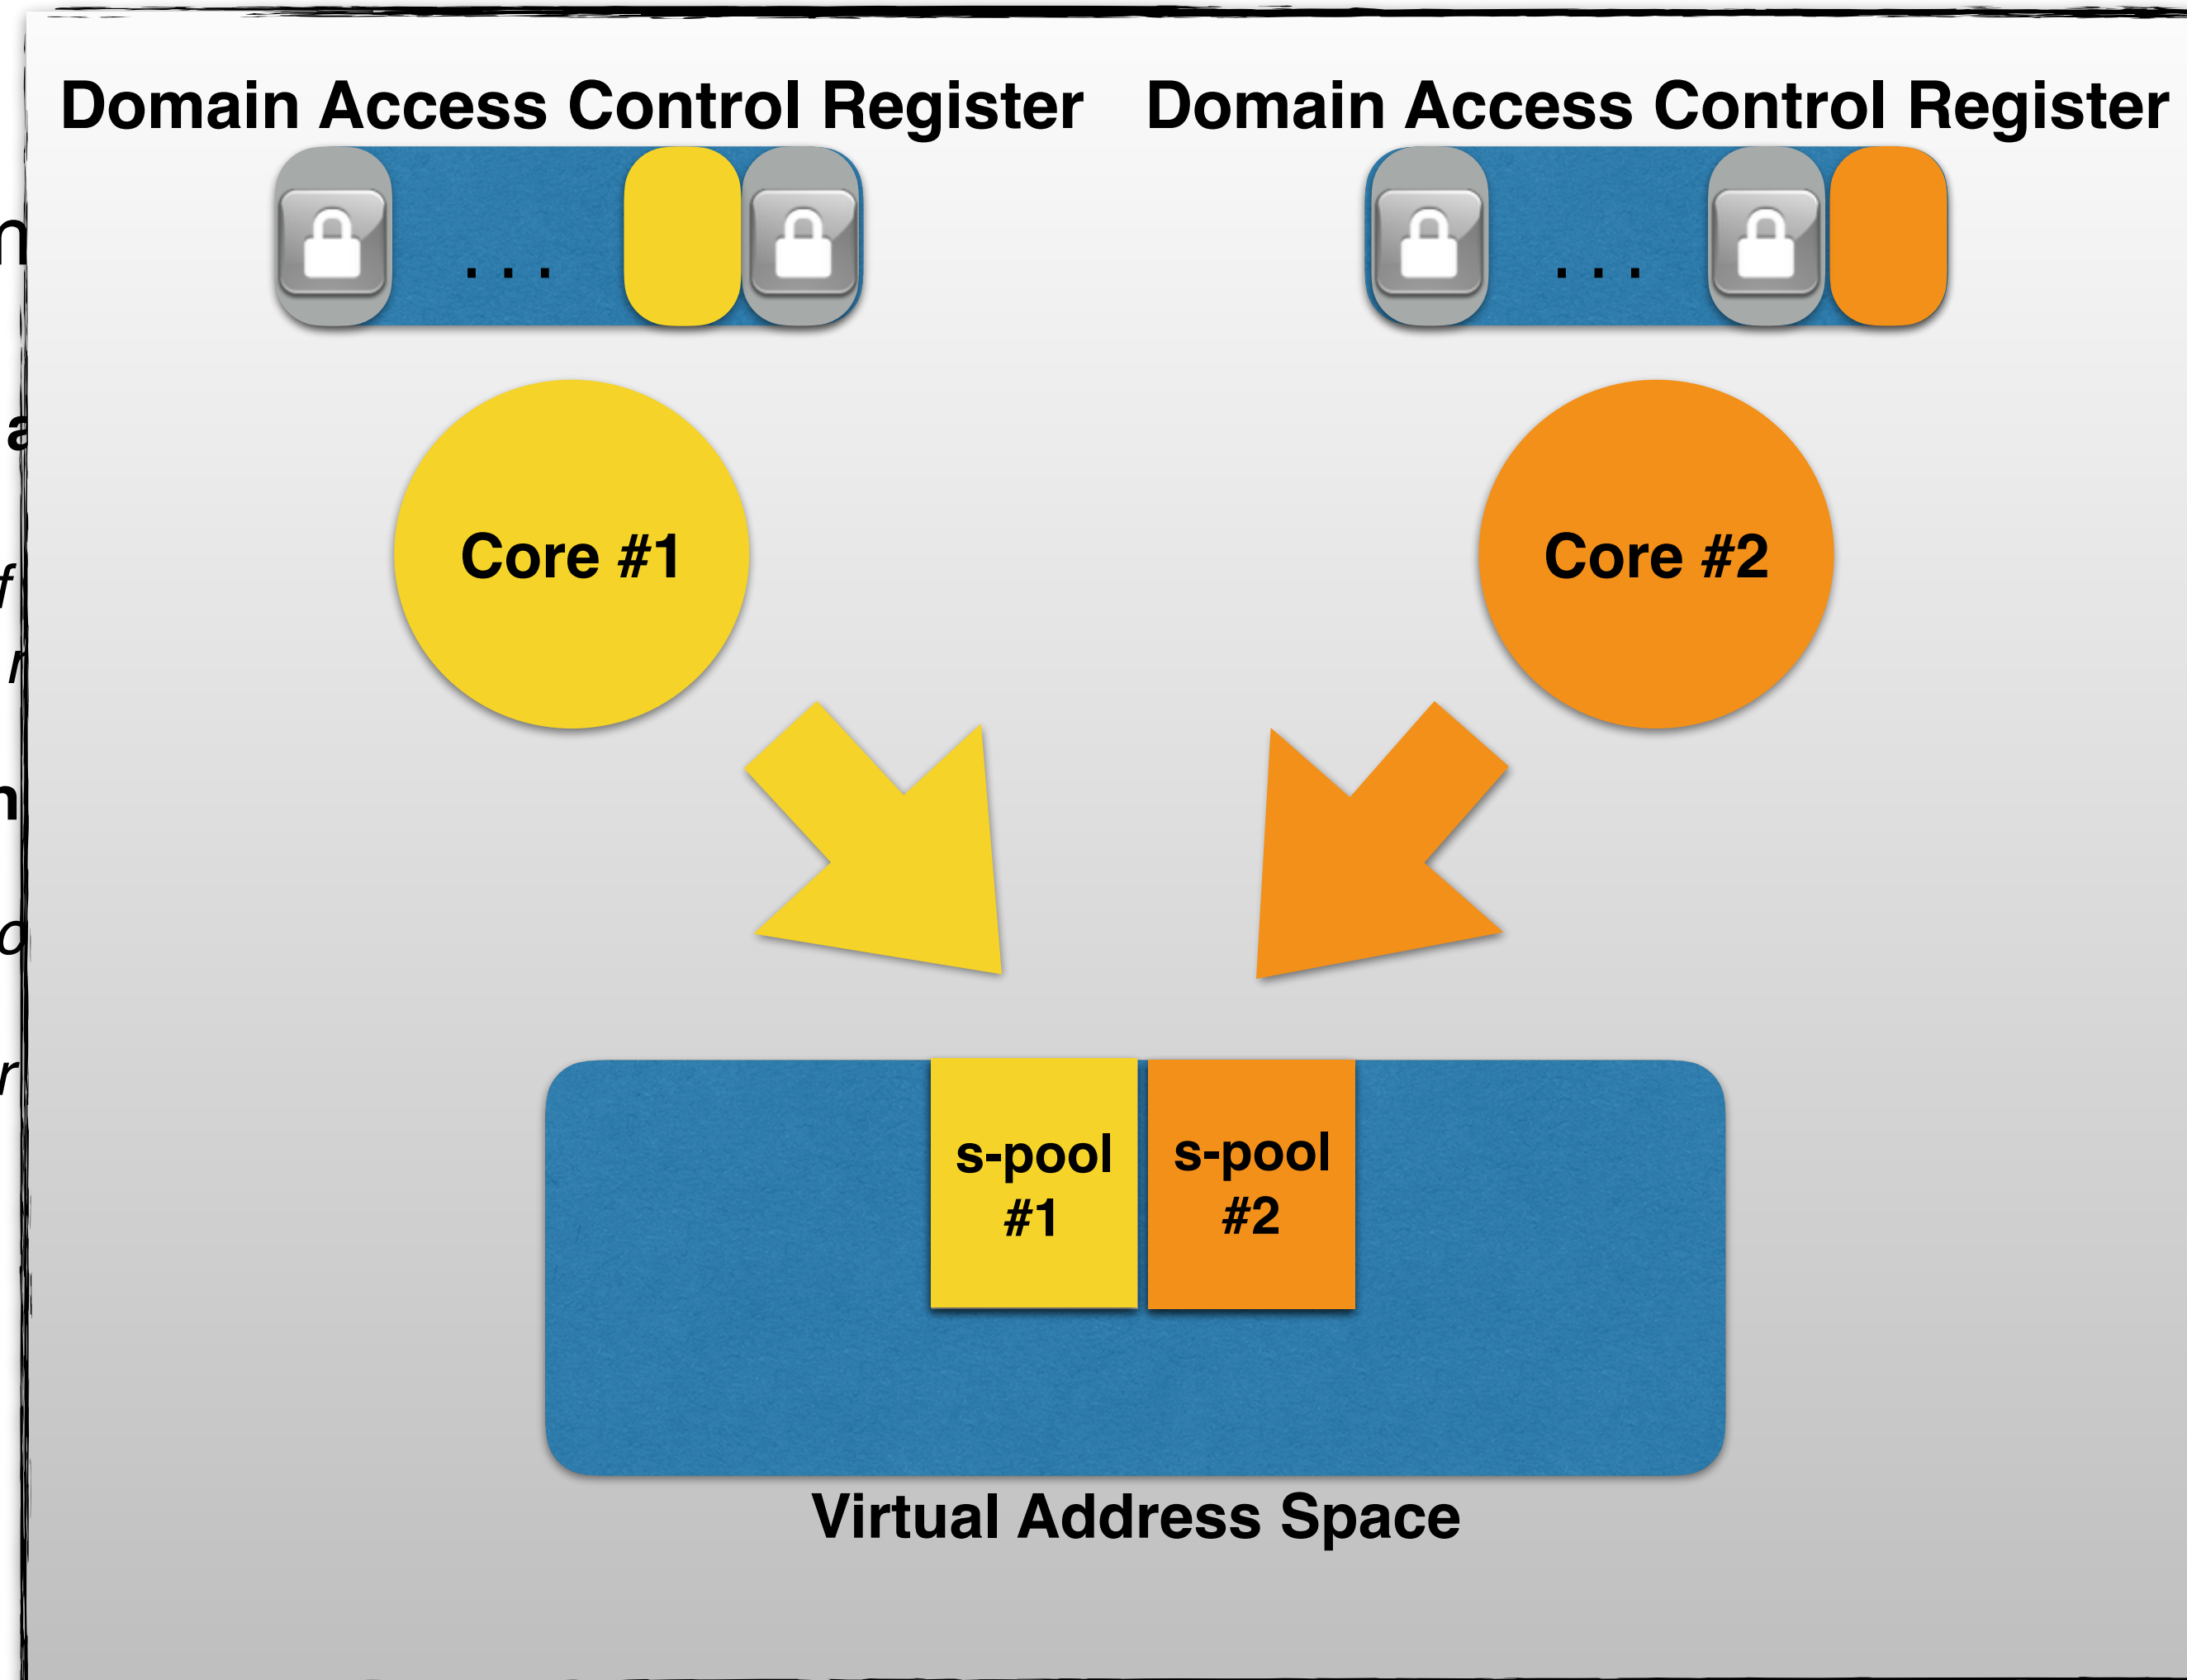 Domain Access Control Register
Domain Access Control Register
. . .
. . .
Core #1
Core #2
s-pool
#1
s-pool
#2
Virtual Address Space